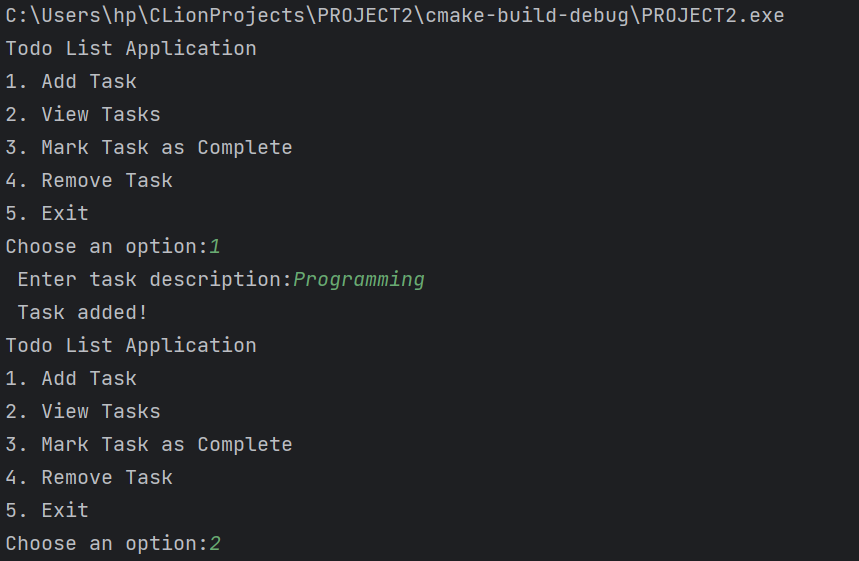 C:\Users\hp\CLionProjects\PROJECT2\cmake-build-debug\PROJECT2.exe
Todo List Application
1. Add Task
2. View Tasks
3. Mark Task as Complete
4. Remove Task
5. Exit
Choose an option:1
 Enter task description:Programming
 Task added!
Todo List Application
1. Add Task
2. View Tasks
3. Mark Task as Complete
4. Remove Task
5. Exit
Choose an option:2